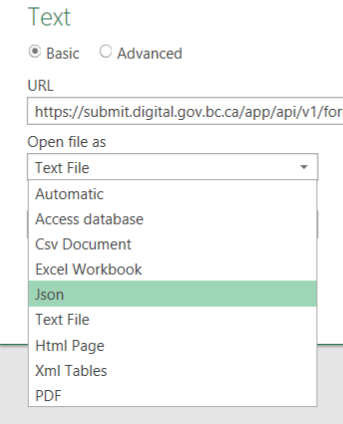 Text
Basic Advanced
URL
https://submit.digital.gov.bc.ca/app/api/v1/for
Open file as
Text File
Automatic
Access database
Csv Document
Excel Workbook
Json
Text File
Html Page
Xml Tables
PDF